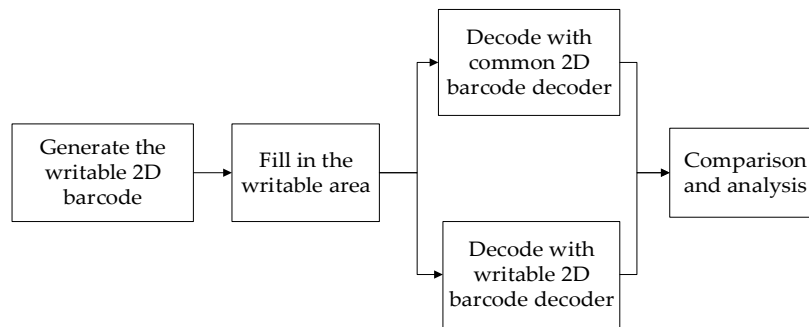 Generate the
writable 2D
barcode
Fill in the
writable area
Decode with
common 2D
barcode decoder
Decode with
writable 2D
barcode decoder
Comparison
and analysis